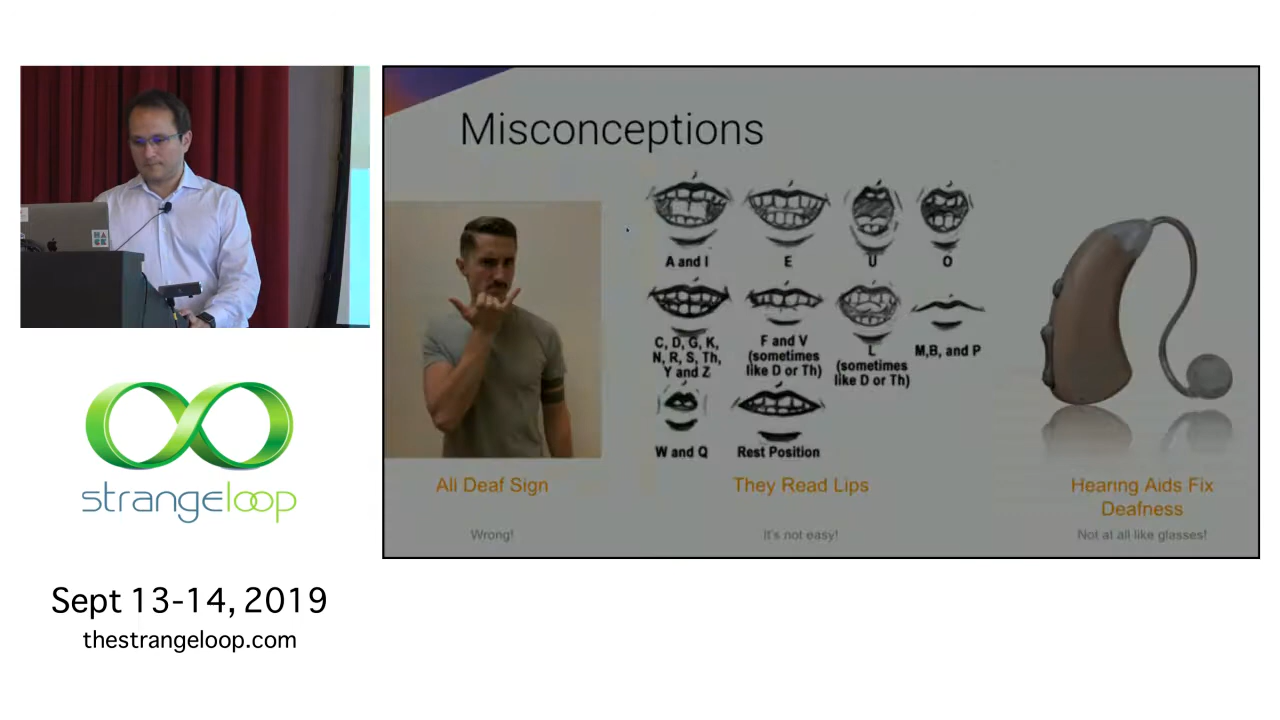 Misconceptions
A and I
E
U
O
C, D, G, K,
N, R, S, Th,
Y and Z
F and V
(sometimes
like D or Th)
L
(sometimes
like D or Th)
M,B, and P
W and Q
Rest Position
All Deaf Sign
Wrong!
They Read Lips
It's not easy!
Hearing Aids Fix
Deafness
Not at all like glasses!
strangeloop
Sept 13-14, 2019
thestrangeloop.com